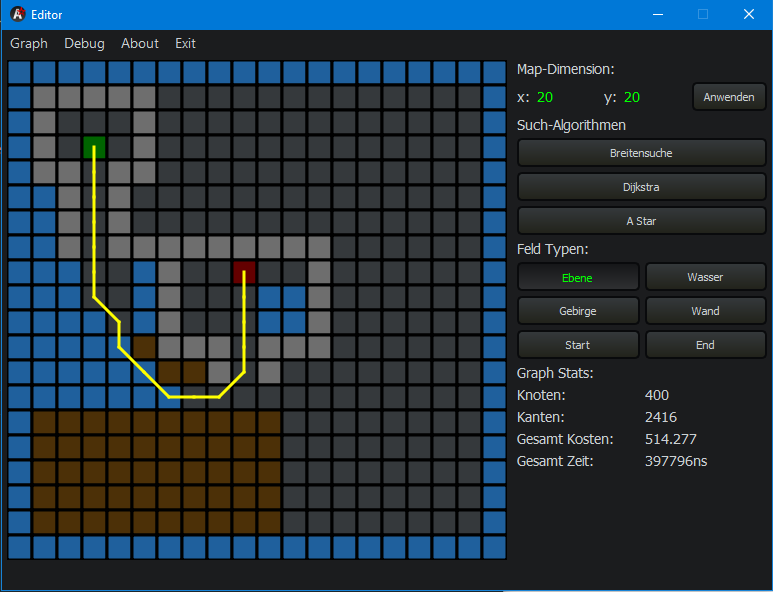 Editor
Graph Debug About Exit
Map-Dimension:
x: 20 y: 20 Anwenden
Such-Algorithmen
Breitensuche
Dijkstra
A Star
Feld Typen:
Ebene Wasser
Gebirge Wand
Start End
Graph Stats:
Knoten: 400
Kanten: 2416
Gesamt Kosten: 514.277
Gesamt Zeit: 397796ns